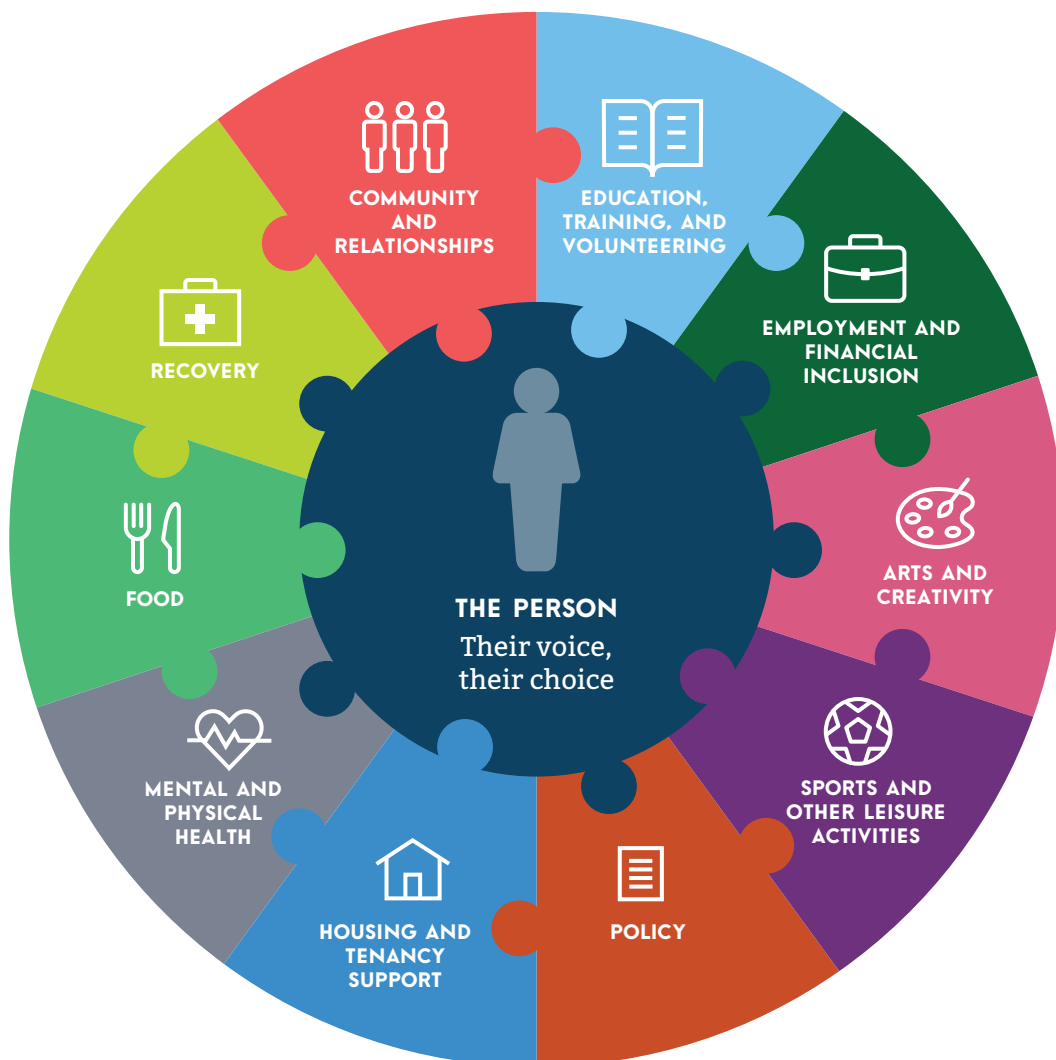 COMMUNITY
AND
RELATIONSHIPS
EDUCATION,
TRAINING, AND
VOLUNTEERING
EMPLOYMENT AND
FINANCIAL
INCLUSION
RECOVERY
ARTS AND
CREATIVITY
FOOD
THE PERSON
Their voice,
their choice
MENTAL AND
PHYSICAL
HEALTH
SPORTS AND
OTHER LEISURE
ACTIVITIES
HOUSING AND
TENANCY
SUPPORT
POLICY